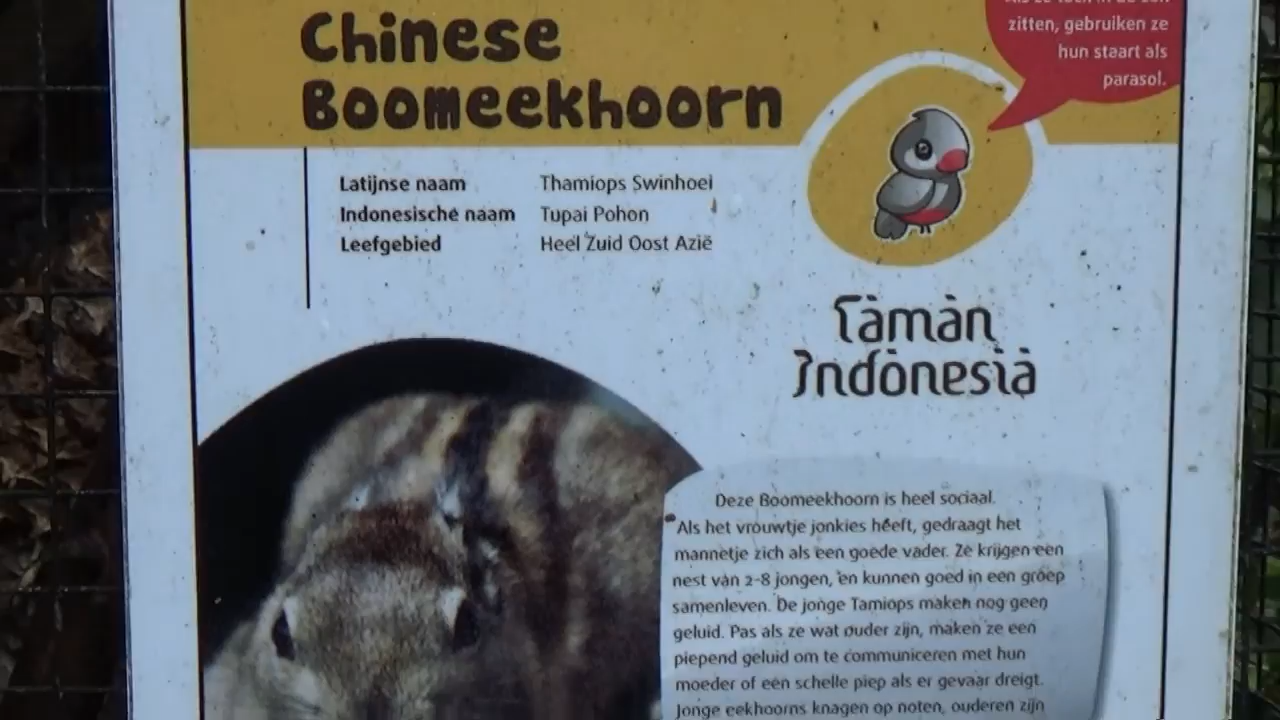 Chinese
Boomeekhoorn
zitten, gebruiken ze
hun staart als
parasol.
Latijnse naam Thamiops Swinhoei
Indonesische naam Tupai Pohon
Leefgebied Heel Zuid Oost Azië
Taman
Indonesia
Deze Boomeekhoorn is heel sociaal.
Als het vrouwtje jonkies heeft, gedraagt het
mannetje zich als een goede vader. Ze krijgen een
nest van 2-8 jongen, en kunnen goed in een groep
samenleven. De jonge Tamiops maken nog geen
geluid. Pas als ze wat ouder zijn, maken ze een
piepend geluid om te communiceren met hun
moeder of een schelle piep als er gevaar dreigt.
Jonge eekhoorns knagen op noten, ouderen zijn